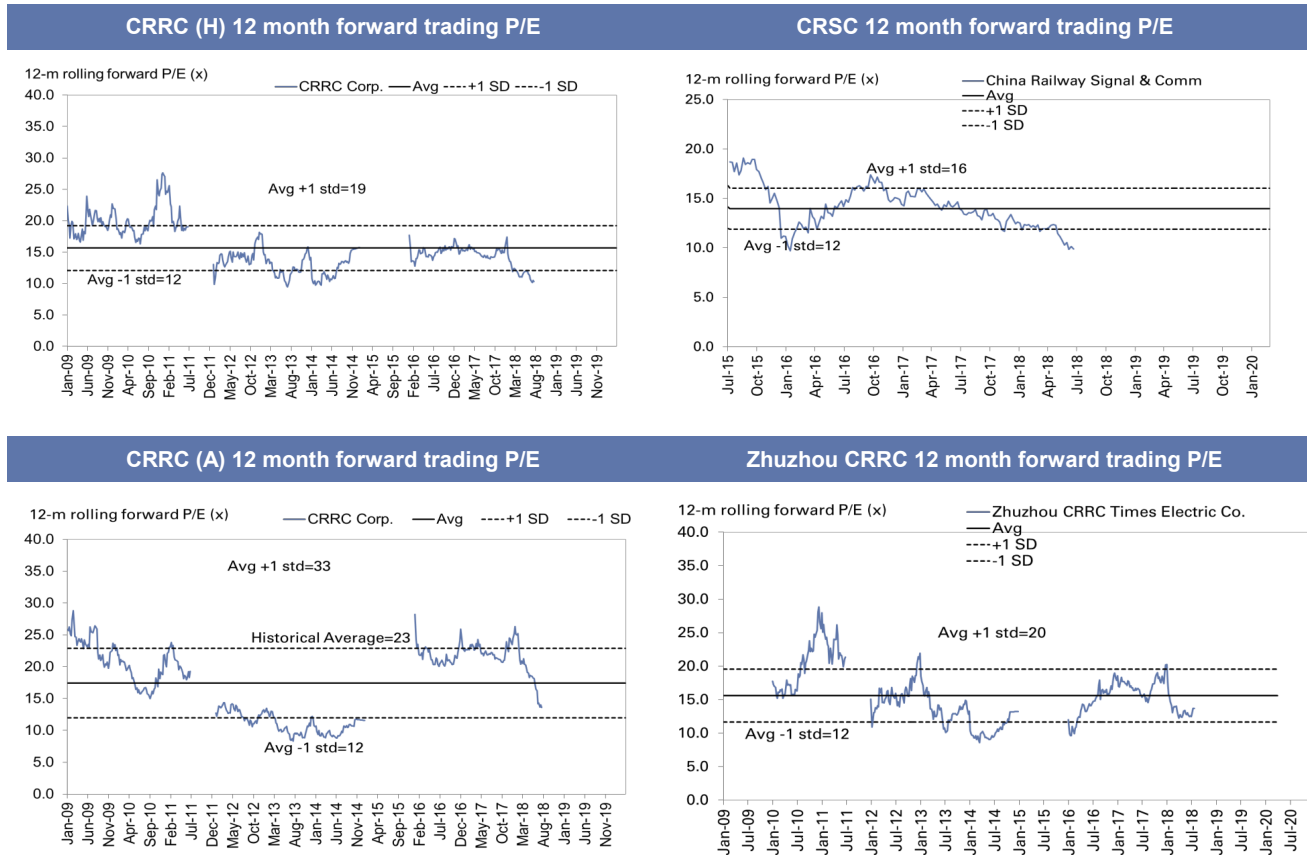 CRRC (H) 12 month forward trading P/E
12-m rolling forward P/E (x)
CRRC Corp. Avg +1 SD -1 SD
40.0
35.0
30.0
25.0
20.0
15.0
10.0
5.0
0.0
Avg +1 std=19
Avg -1 std=12
Jan-09 Jun-09 Nov-09 Apr-10 Sep-10 Feb-11 Jul-11 Dec-11 May-12 Oct-12 Mar-13 Aug-13 Jan-14 Jun-14 Nov-14 Apr-15 Sep-15 Feb-16 Jul-16 Dec-16 May-17 Oct-17 Mar-18 Aug-18 Jan-19 Jun-19 Nov-19
CRSC 12 month forward trading P/E
12-m rolling forward P/E (x)
China Railway Signal & Comm
Avg
+1 SD
-1 SD
25.0
20.0
15.0
10.0
5.0
0.0
Avg +1 std=16
Avg -1 std=12
Jul-15 Oct-15 Jan-16 Apr-16 Jul-16 Oct-16 Jan-17 Apr-17 Jul-17 Oct-17 Jan-18 Apr-18 Jul-18 Oct-18 Jan-19 Apr-19 Jul-19 Oct-19 Jan-20
CRRC (A) 12 month forward trading P/E
12-m rolling forward P/E (x)
CRRC Corp. Avg +1 SD -1 SD
40.0
35.0
30.0
25.0
20.0
15.0
10.0
5.0
0.0
Avg +1 std=33
Historical Average=23
Avg -1 std=12
Jan-09 Jun-09 Nov-09 Apr-10 Sep-10 Feb-11 Jul-11 Dec-11 May-12 Oct-12 Mar-13 Aug-13 Jan-14 Jun-14 Nov-14 Apr-15 Sep-15 Feb-16 Jul-16 Dec-16 May-17 Oct-17 Mar-18 Aug-18 Jan-19 Jun-19 Nov-19
Zhuzhou CRRC 12 month forward trading P/E
12-m rolling forward P/E (x)
Zhuzhou CRRC Times Electric Co.
Avg
+1 SD
-1 SD
40.0
35.0
30.0
25.0
20.0
15.0
10.0
5.0
0.0
Avg +1 std=20
Avg -1 std=12
Jan-09 Jul-09 Jan-10 Jul-10 Jan-11 Jul-11 Jan-12 Jul-12 Jan-13 Jul-13 Jan-14 Jul-14 Jan-15 Jul-15 Jan-16 Jul-16 Jan-17 Jul-17 Jan-18 Jul-18 Jan-19 Jul-19 Jan-20 Jul-20